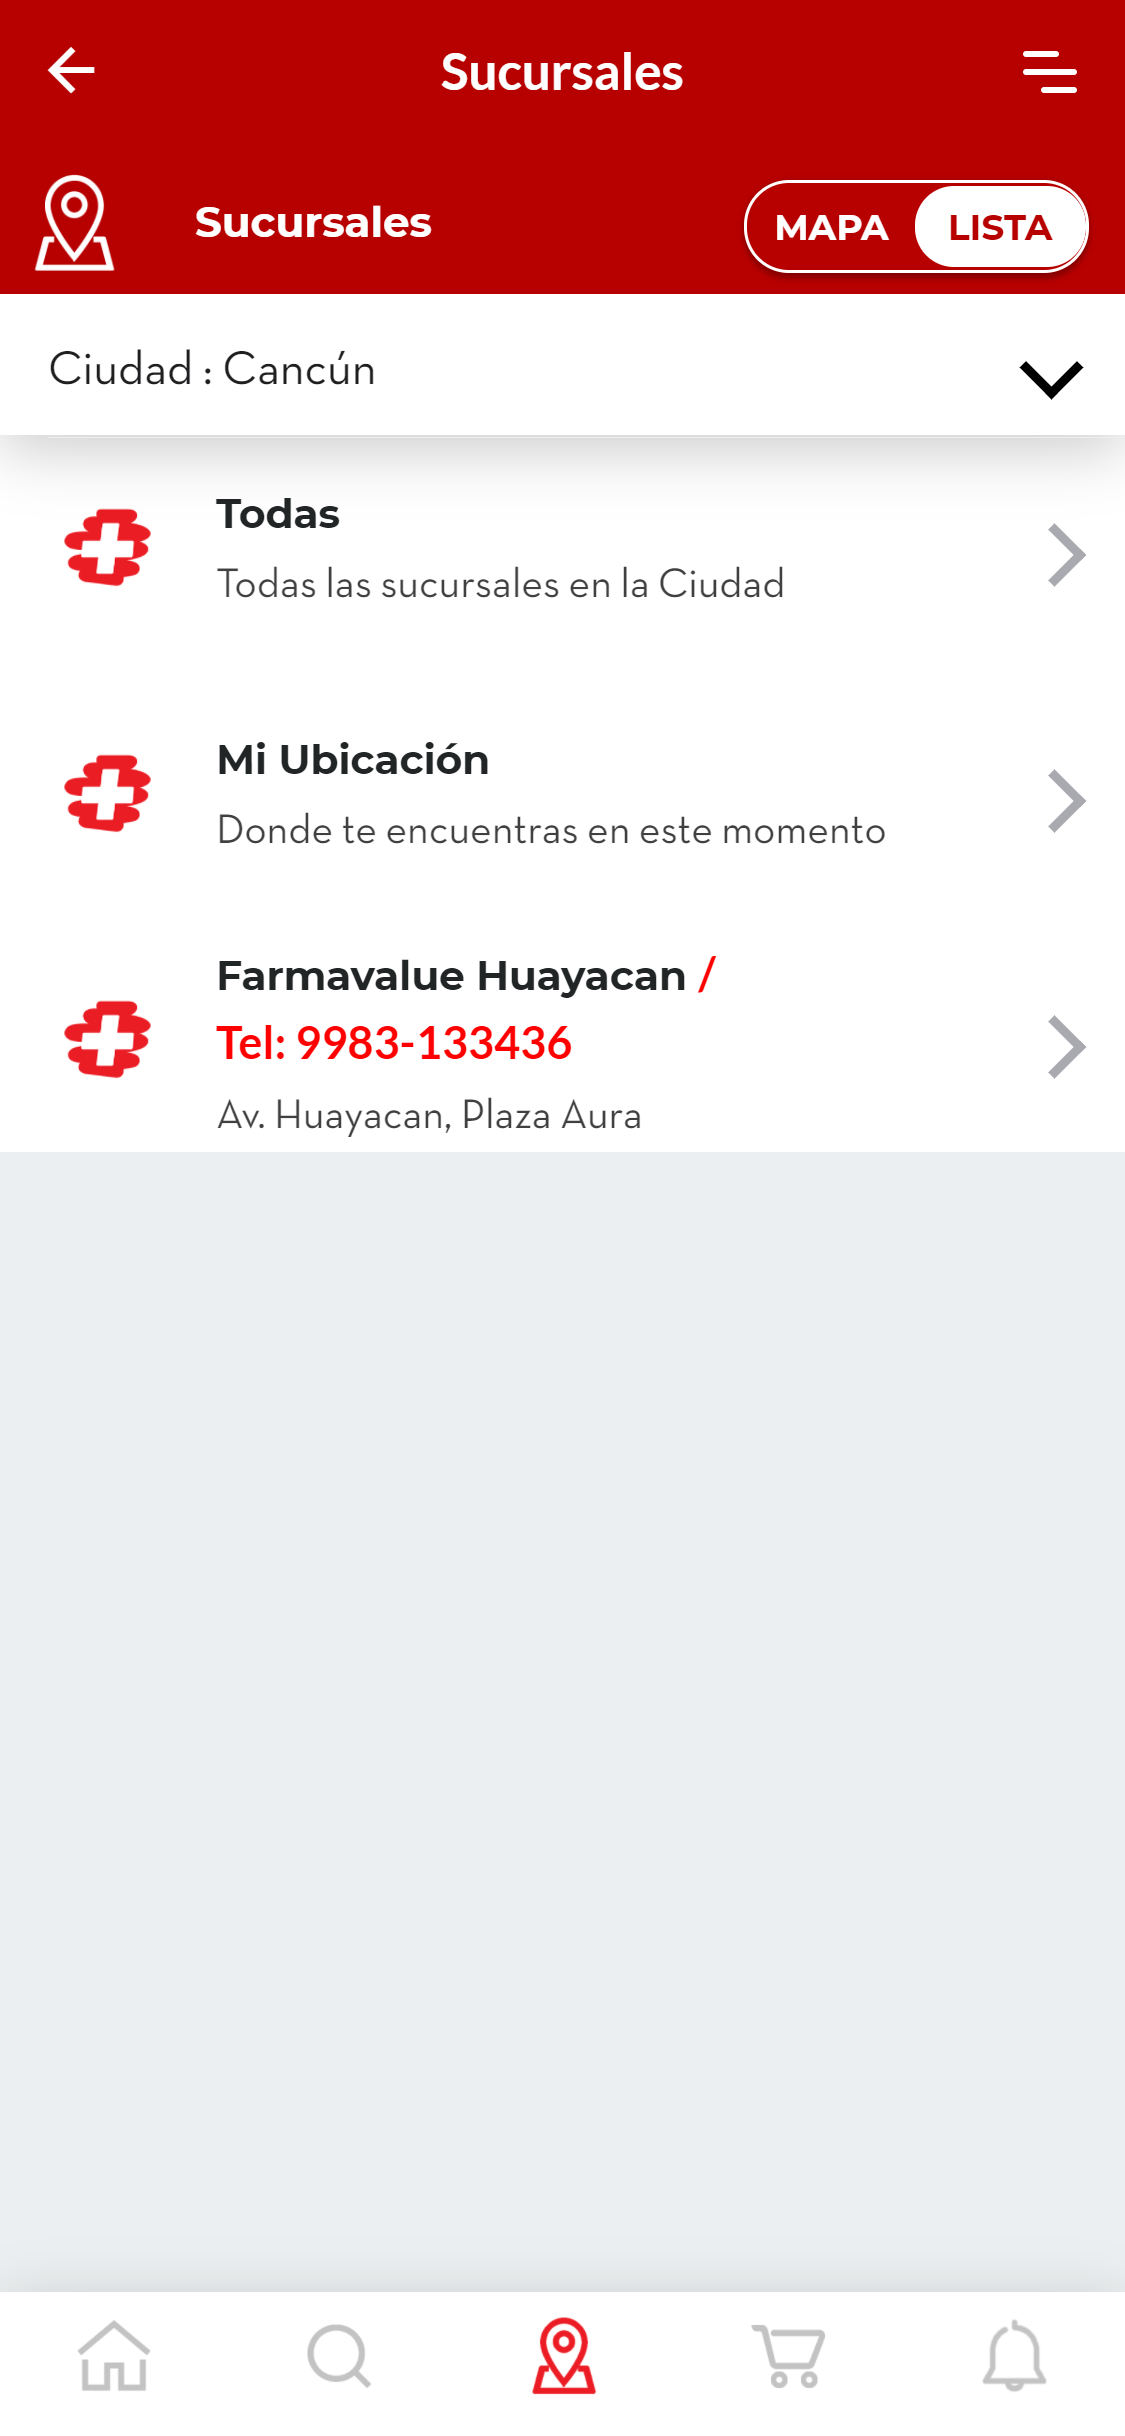 Sucursales
Sucursales
MAPA LISTA
Ciudad : Cancún
Todas
Todas las sucursales en la Ciudad
Mi Ubicación
Donde te encuentras en este momento
Farmavalue Huayacan /
Tel: 9983-133436
Av. Huayacan, Plaza Aura